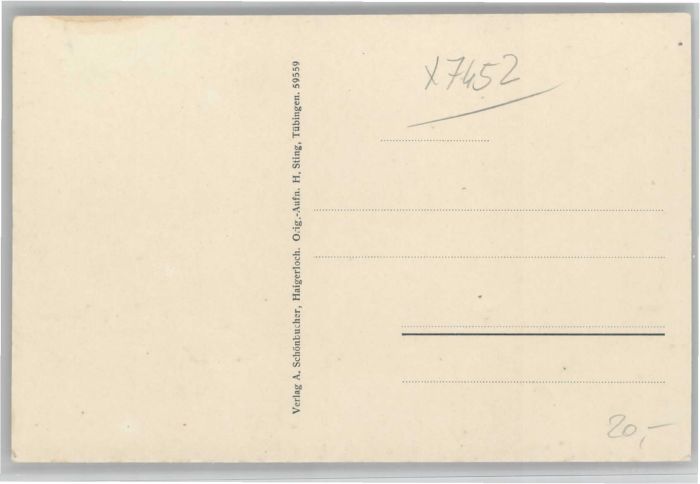 x7452
Verlag A. Schönbucher, Haigerloch. Orig.-Aufn. H. Sting, Tübingen. 59559
20,-